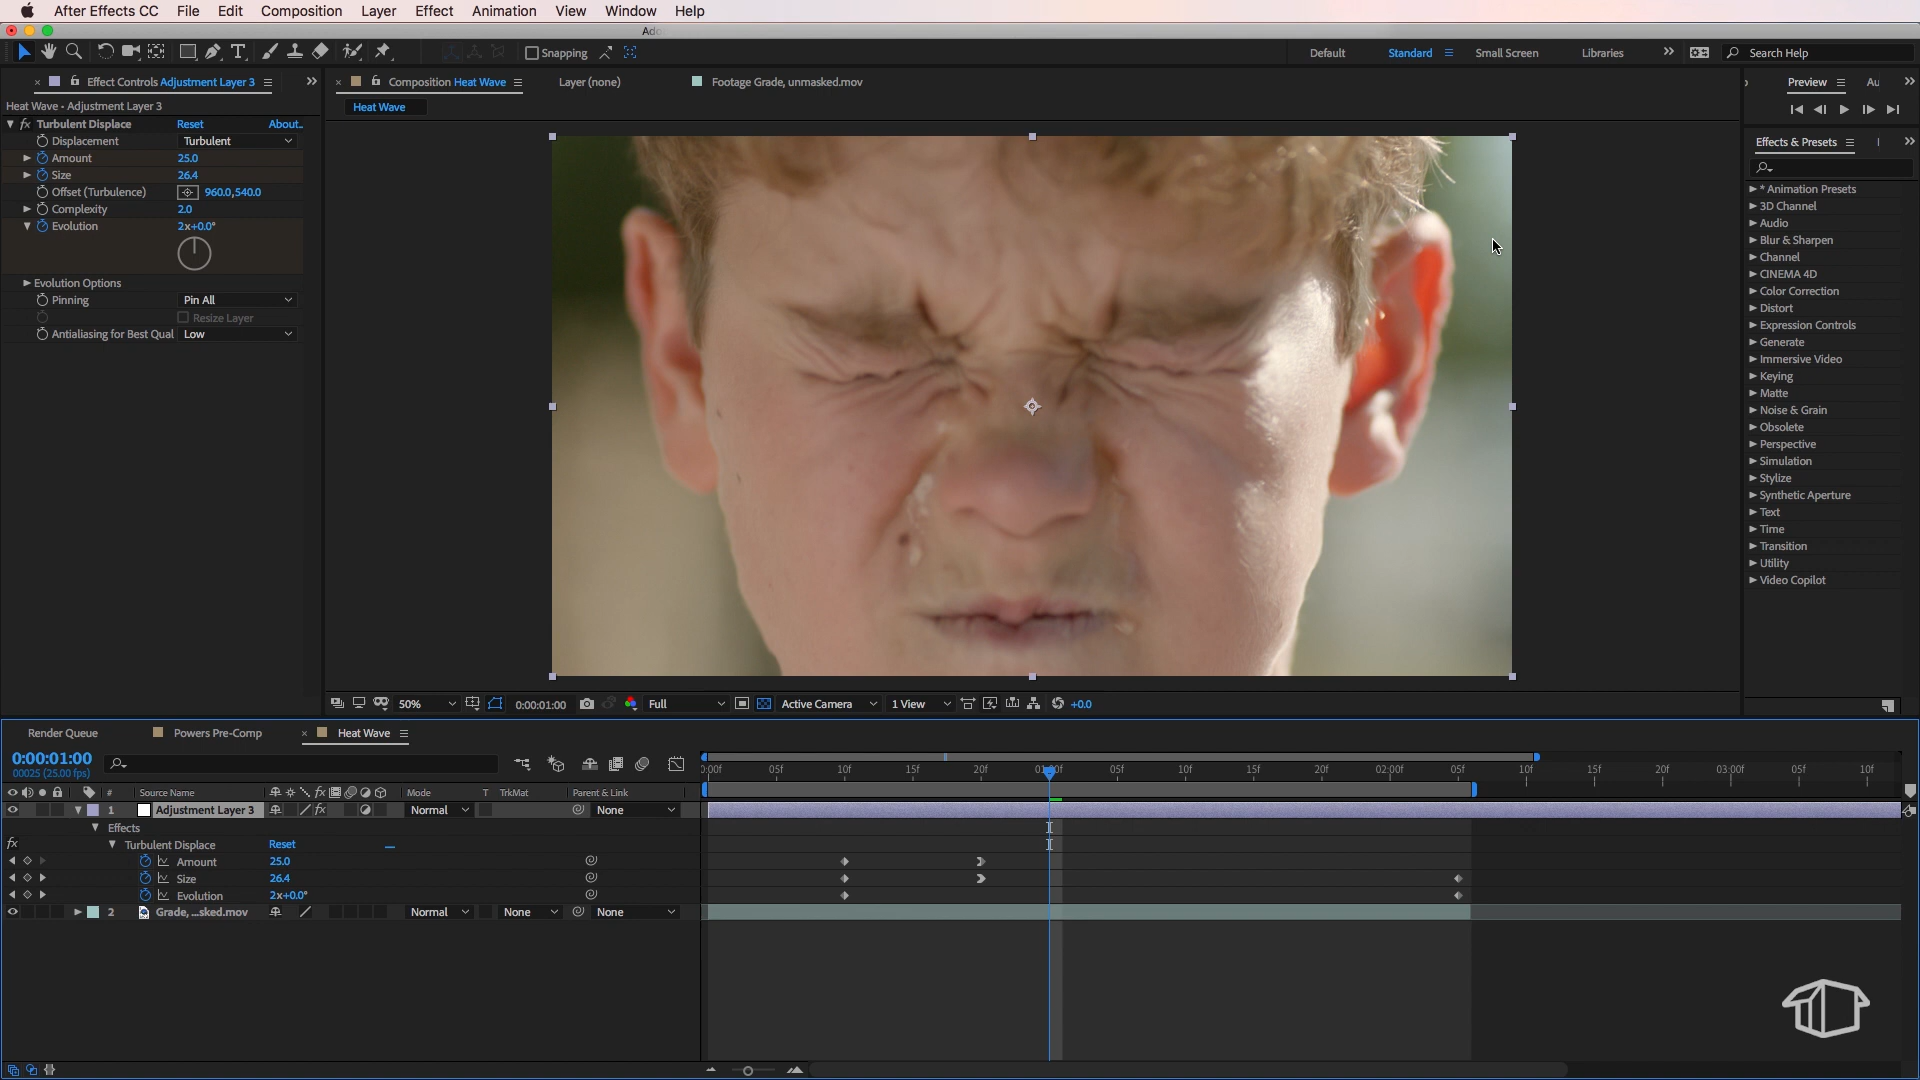 After Effects CC File Edit Composition Layer Effect Animation View Window Help
Snapping Default Standard Small Screen Libraries Search Help
Effect Controls Adjustment Layer 3 Composition Heat Wave Layer (none) Footage Grade, unmasked.mov Preview Au
Heat Wave • Adjustment Layer 3 Heat Wave
fx Turbulent Displace Reset About..
Displacement Turbulent
Amount 25.0
Size 26.4
Offset (Turbulence) 960.0,540.0
Complexity 2.0
Evolution 2x+0.0°
Evolution Options
Pinning Pin All
Resize Layer
Antialiasing for Best Qual Low
Effects & Presets
* Animation Presets
3D Channel
Audio
Blur & Sharpen
Channel
CINEMA 4D
Color Correction
Distort
Expression Controls
Generate
Immersive Video
Keying
Matte
Noise & Grain
Obsolete
Perspective
Simulation
Stylize
Synthetic Aperture
Text
Time
Transition
Utility
Video Copilot
50% 0:00:01:00 Full Active Camera 1 View +0.0
Render Queue Powers Pre-Comp Heat Wave
0:00:01:00
00025 (25.00 fps)
0:00f 05f 10f 15f 20f 01:00f 05f 10f 15f 20f 02:00f 05f 10f 15f 20f 03:00f 05f 10f
# Source Name Mode T TrkMat Parent & Link
1 Adjustment Layer 3 fx Normal None
Effects
fx Turbulent Displace Reset
Amount 25.0
Size 26.4
Evolution 2x+0.0°
2 Grade, ...sked.mov Normal None None